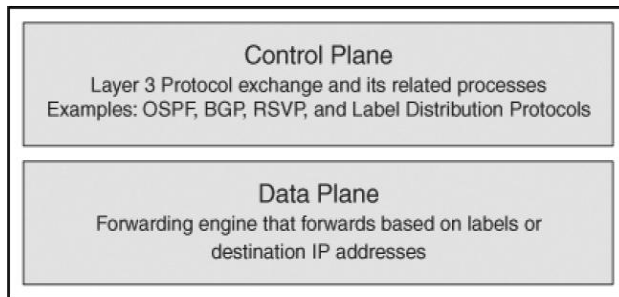 Control Plane
Layer 3 Protocol exchange and its related processes
Examples: OSPF, BGP, RSVP, and Label Distribution Protocols
Data Plane
Forwarding engine that forwards based on labels or
destination IP addresses